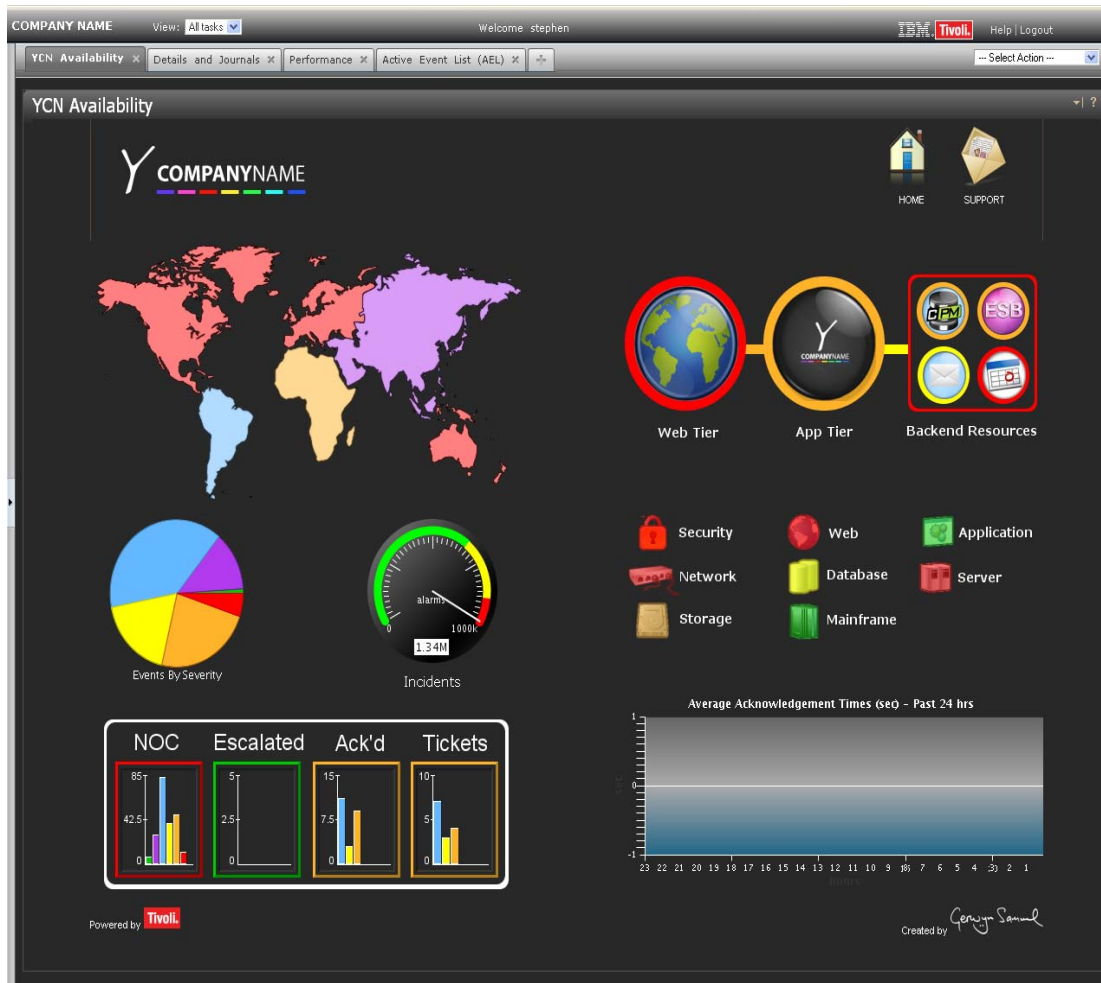 COMPANY NAME View: All tasks Welcome stephen IBM. Tivoli. Help | Logout
YCN Availability Details and Journals Performance Active Event List (AEL) --- Select Action ---
YCN Availability ?
Y COMPANYNAME
HOME SUPPORT
GPM ESB
Y
COMPANYNAME
Web Tier App Tier Backend Resources
Security Web Application
Network Database Server
Storage Mainframe
alarms
0 1000k
1.34M
Events By Severity
Incidents
Average Acknowledgement Times (sec) - Past 24 hrs
1
0
-1
23 22 21 20 19 18 17 16 15 14 13 12 11 10 9 7 6 5 4 2 1
NOC Escalated Ack'd Tickets
85 5 15 10
42.5 2.5 7.5 5
0 0 0 0
Powered by Tivoli.
Created by Gerwyn Samuel